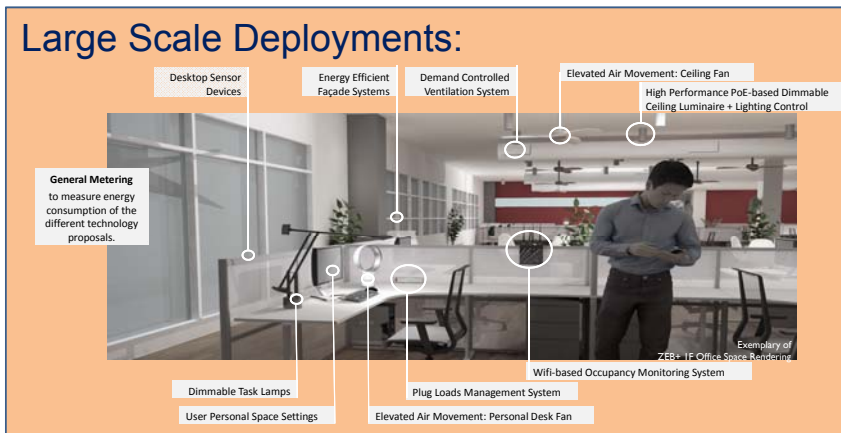 Large Scale Deployments:
Desktop Sensor
Devices
Energy Efficient
Façade Systems
Demand Controlled
Ventilation System
Elevated Air Movement: Ceiling Fan
High Performance PoE-based Dimmable
Ceiling Luminaire + Lighting Control
General Metering
to measure energy
consumption of the
different technology
proposals.
Exemplary of
ZEB+ 1F Office Space Rendering
Wifi-based Occupancy Monitoring System
Dimmable Task Lamps
Plug Loads Management System
User Personal Space Settings
Elevated Air Movement: Personal Desk Fan